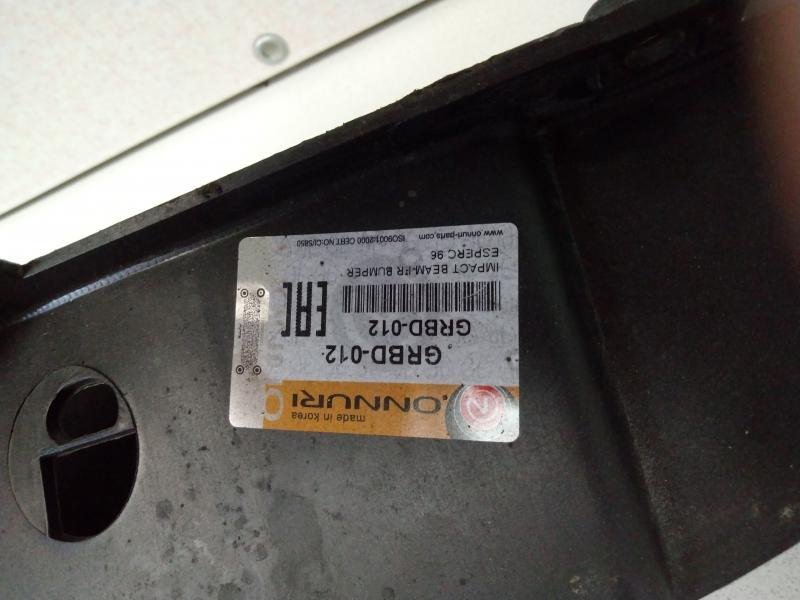 made in korea
ONNURI
GRBD-012
GRBD-012
EAC
IMPACT BEAM-FR BUMPER
ESPERC 96
www.onnuri-parts.com
ISO9001:2000 CERT NO:CI/5850